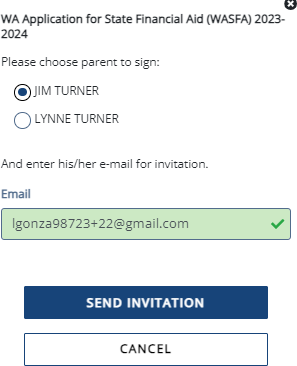 WA Application for State Financial Aid (WASFA) 2023-
2024
Please choose parent to sign:
JIM TURNER
LYNNE TURNER
And enter his/her e-mail for invitation.
Email
lgonza98723+22@gmail.com
SEND INVITATION
CANCEL